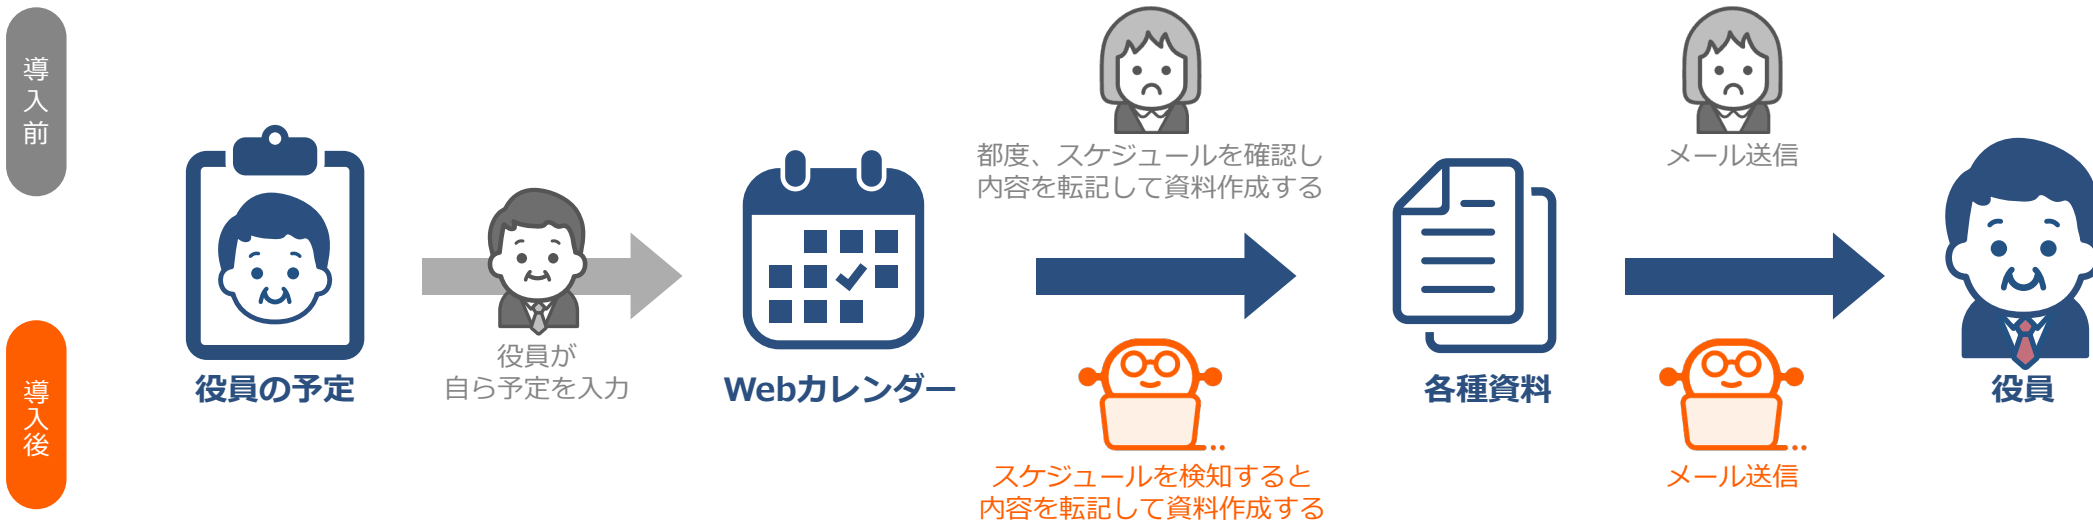 導入前
都度、スケジュールを確認し
内容を転記して資料作成する
メール送信
役員の予定
役員が
自ら予定を入力
Webカレンダー
各種資料
役員
導入後
スケジュールを検知すると
内容を転記して資料作成する
メール送信